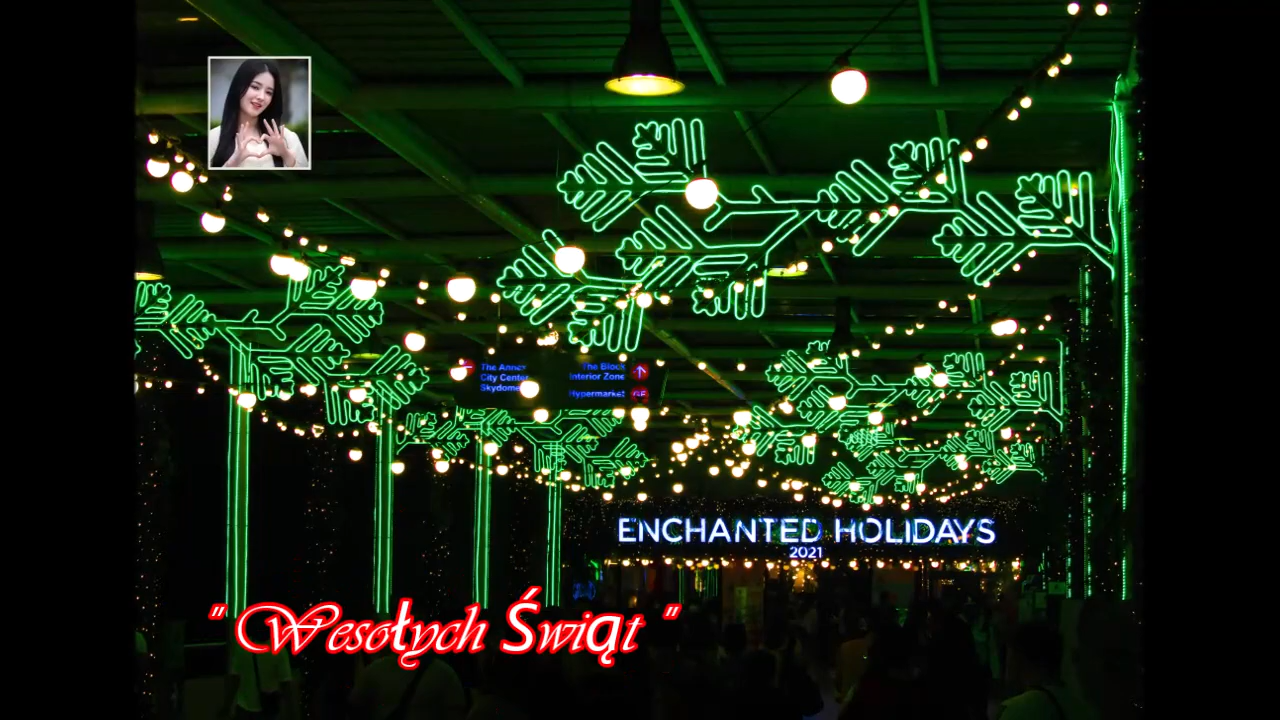 The Annex
City Center
Skydome
The Block
Interior Zone
Hypermarket
ENCHANTED HOLIDAYS
2021
" Wesołych Świąt "